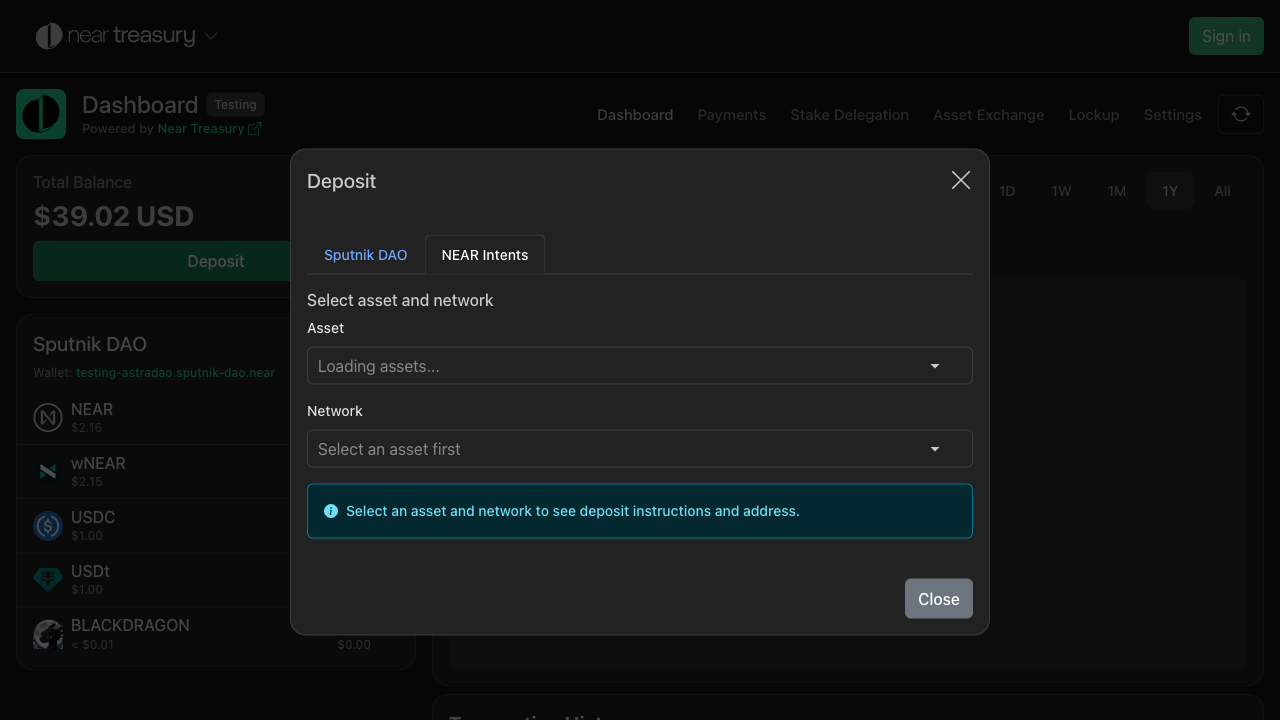 near treasury
Sign in
Dashboard
Testing
Powered by Near Treasury
Dashboard
Payments
Stake Delegation
Asset Exchange
Lockup
Settings
Total Balance
$39.02 USD
Deposit
1D
1W
1M
1Y
All
Sputnik DAO
Wallet: testing-astradao.sputnik-dao.near
NEAR
$2.16
wNEAR
$2.15
USDC
$1.00
USDt
$1.00
BLACKDRAGON
< $0.01
$0.00
Deposit
Sputnik DAO
NEAR Intents
Select asset and network
Asset
Loading assets...
Network
Select an asset first
Select an asset and network to see deposit instructions and address.
Close